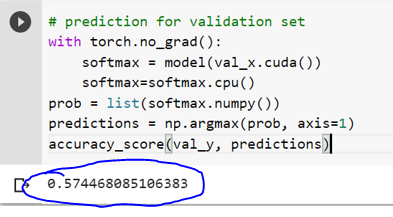 # prediction for validation set
with torch.no_grad():
    softmax = model(val_x.cuda())
    softmax=softmax.cpu()
prob = list(softmax.numpy())
predictions = np.argmax(prob, axis=1)
accuracy_score(val_y, predictions)
0.574468085106383